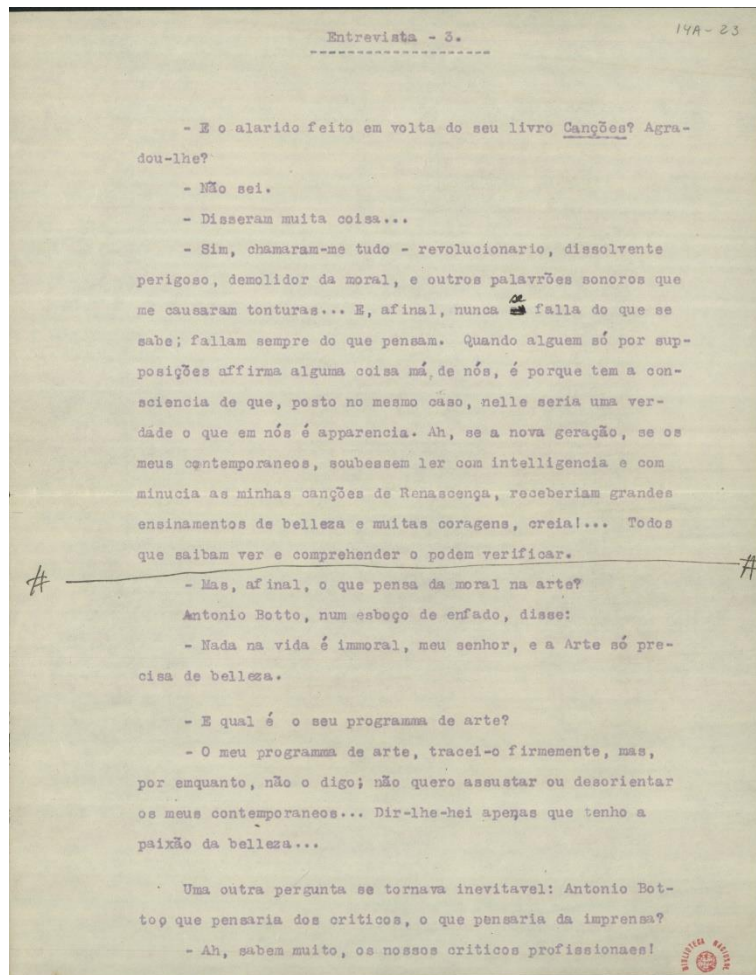 14A-23
Entrevista - 3.
- E o alarido feito em volta do seu livro Canções? Agra-
dou-lhe?
- Não sei.
- Disseram muita coisa...
- Sim, chamaram-me tudo - revolucionario, dissolvente
perigoso, demolidor da moral, e outros palavrões sonoros que
me causaram tonturas... E, afinal, nunca se falla do que se
sabe; fallam sempre do que pensam. Quando alguem só por sup-
posições affirma alguma coisa má de nós, é porque tem a con-
sciencia de que, posto no mesmo caso, nelle seria uma ver-
dade o que em nós é apparencia. Ah, se a nova geração, se os
meus contemporaneos, soubessem ler com intelligencia e com
minucia as minhas canções de Renascença, receberiam grandes
ensinamentos de belleza e muitas coragens, creia!... Todos
que saibam ver e comprehender o podem verificar.
# #
- Mas, afinal, o que pensa da moral na arte?
Antonio Botto, num esboço de enfado, disse:
- Nada na vida é immoral, meu senhor, e a Arte só pre-
cisa de belleza.
- E qual é o seu programma de arte?
- O meu programma de arte, tracei-o firmemente, mas,
por emquanto, não o digo; não quero assustar ou desorientar
os meus contemporaneos... Dir-lhe-hei apenas que tenho a
paixão da belleza...
Uma outra pergunta se tornava inevitavel: Antonio Bot-
to, que pensaria dos criticos, o que pensaria da imprensa?
- Ah, sabem muito, os nossos criticos profissionaes!
BIBLIOTECA NACIONAL